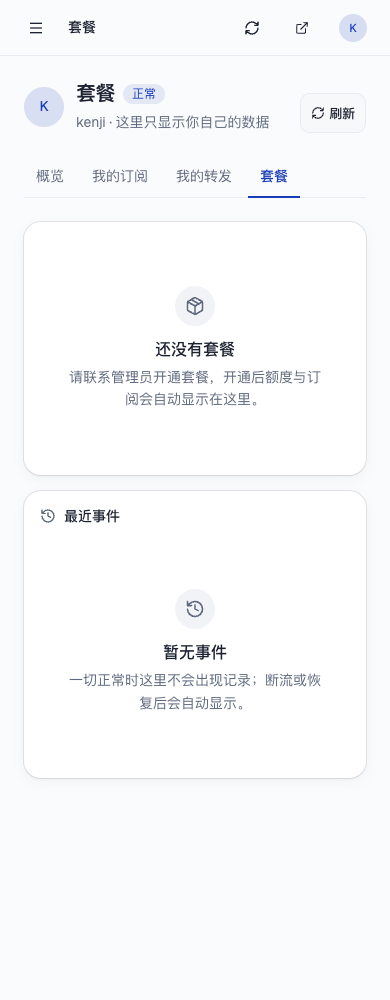 套餐
K
K
套餐
正常
kenji · 这里只显示你自己的数据
刷新
概览
我的订阅
我的转发
套餐
还没有套餐
请联系管理员开通套餐，开通后额度与订
阅会自动显示在这里。
最近事件
暂无事件
一切正常时这里不会出现记录；断流或恢
复后会自动显示。